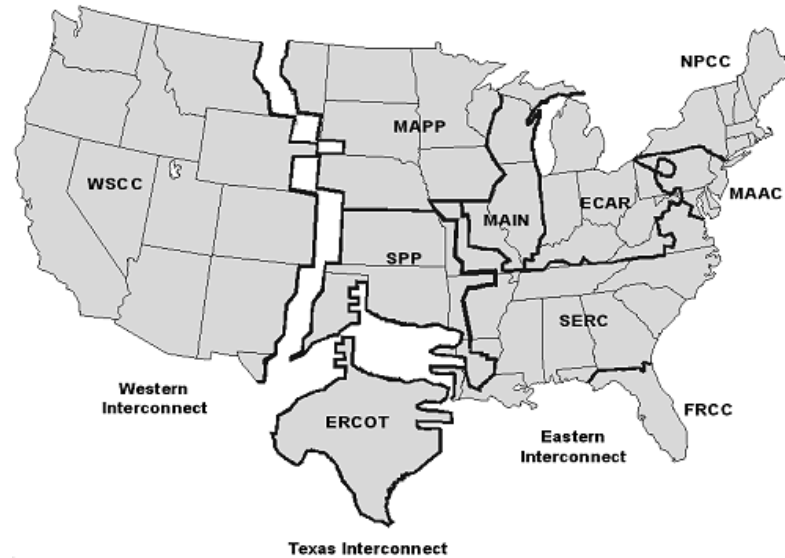 NPCC
MAPP
WSCC
ECAR
MAAC
MAIN
SPP
SERC
Western
Interconnect
ERCOT
FRCC
Eastern
Interconnect
Texas Interconnect